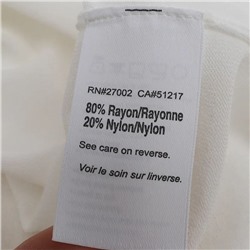 RN#27002 CA#51217
80% Rayon/Rayonne
20% Nylon/Nylon
See care on reverse.
Voir le soin sur linverse.